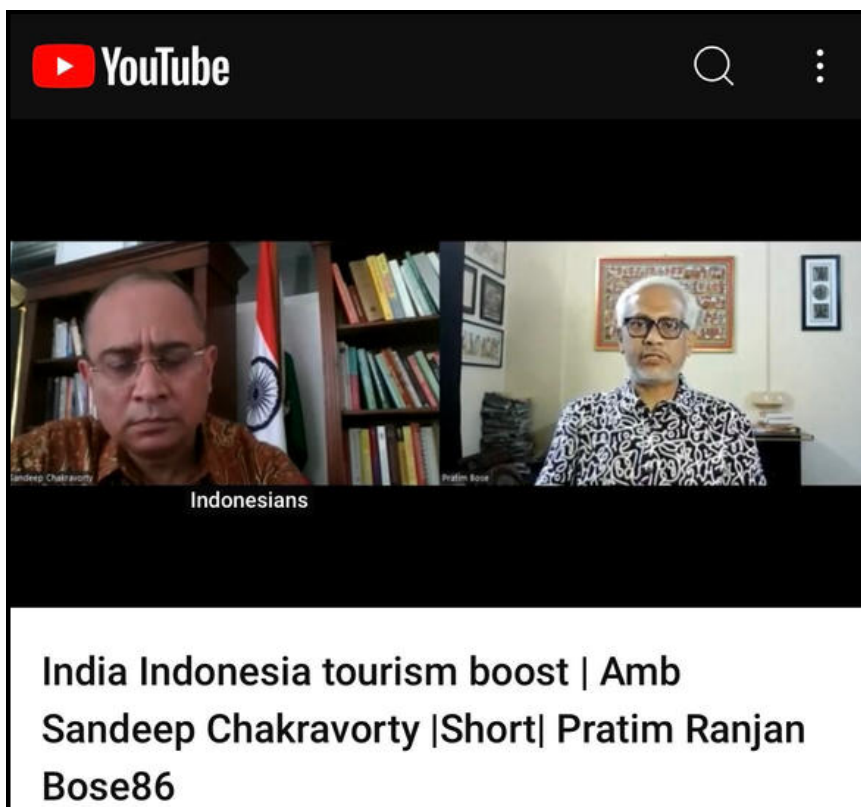 YouTube
Sandeep Chakravorty
Pratim Bose
Indonesians
India Indonesia tourism boost | Amb
Sandeep Chakravorty |Short| Pratim Ranjan
Bose86